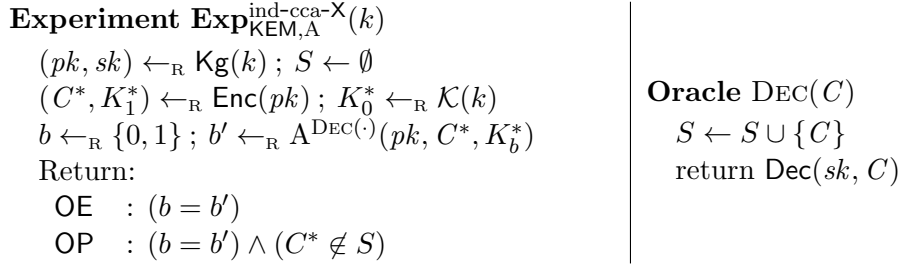 Experiment Exp^{ind-cca-X}_{KEM,A}(k)
(pk, sk) ←_R Kg(k) ; S ← ∅
(C*, K*_1) ←_R Enc(pk) ; K*_0 ←_R 𝒦(k)
b ←_R {0, 1} ; b′ ←_R A^{DEC(·)}(pk, C*, K*_b)
Return:
OE : (b = b′)
OP : (b = b′) ∧ (C* ∉ S)
Oracle DEC(C)
S ← S ∪ {C}
return Dec(sk, C)